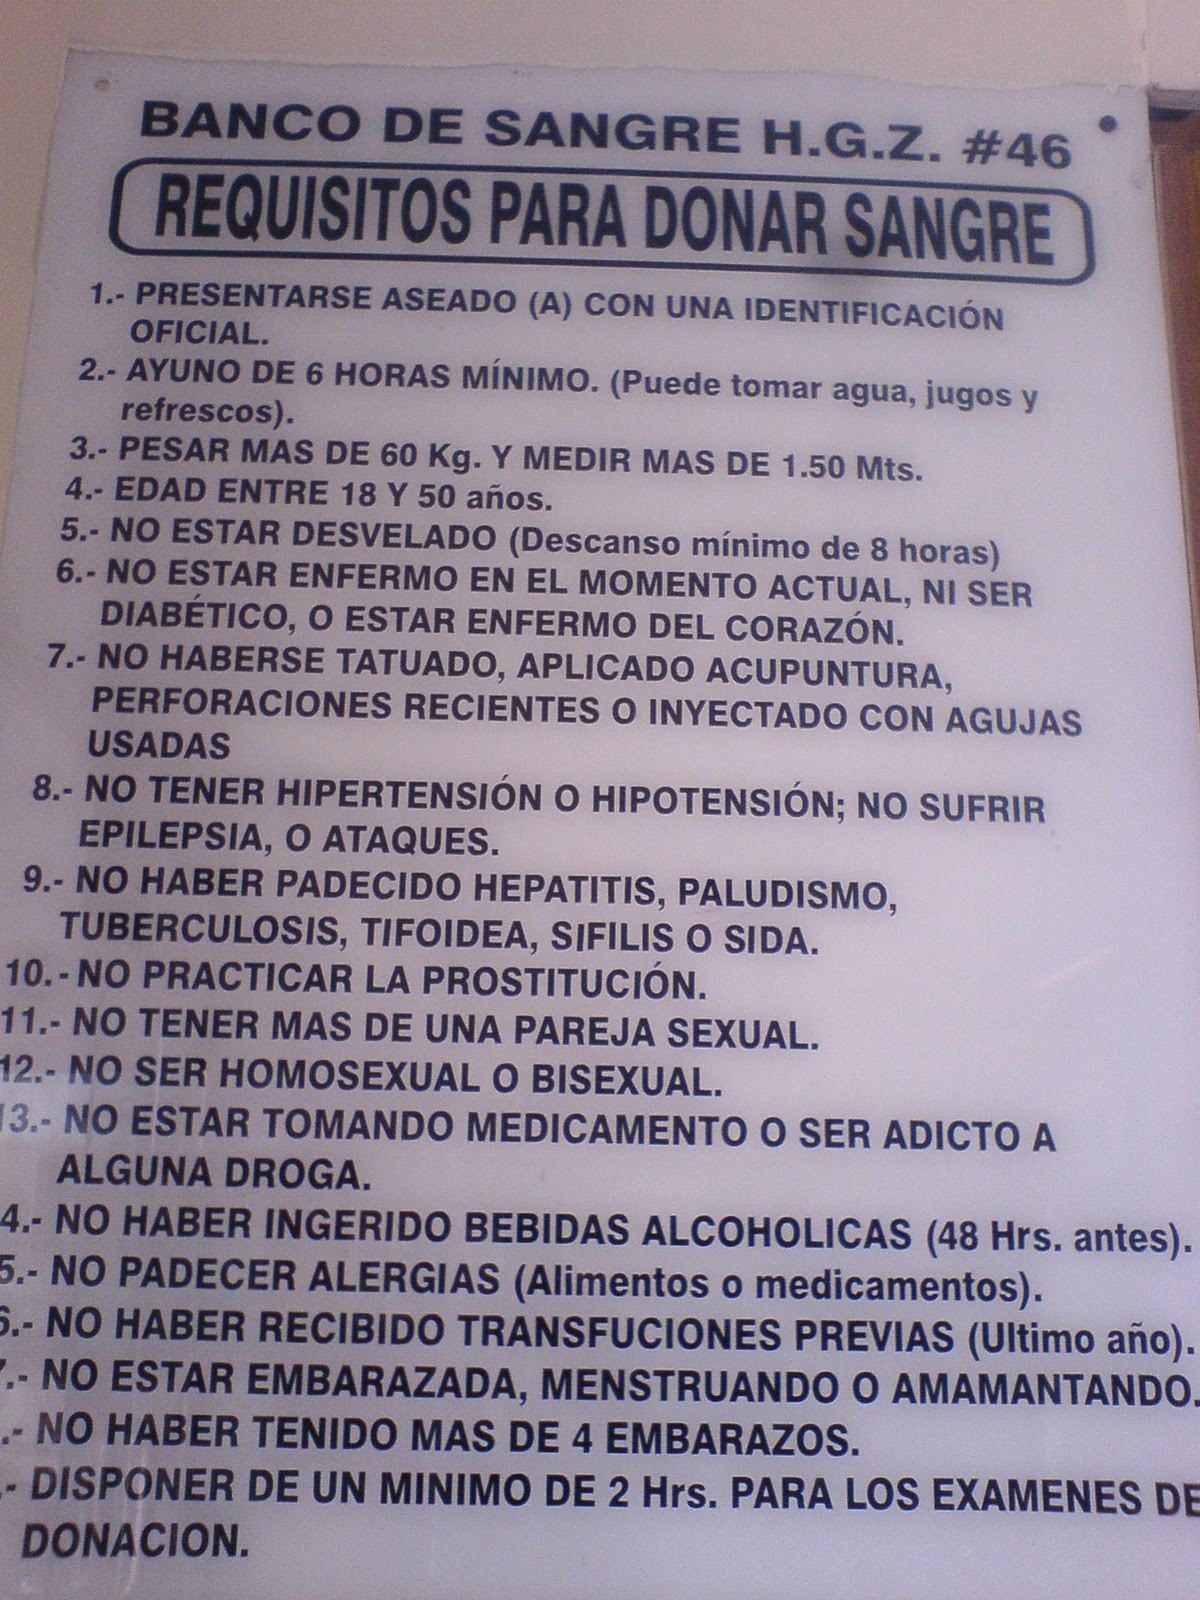 BANCO DE SANGRE H.G.Z. #46
REQUISITOS PARA DONAR SANGRE
1.- PRESENTARSE ASEADO (A) CON UNA IDENTIFICACIÓN
OFICIAL.
2.- AYUNO DE 6 HORAS MÍNIMO. (Puede tomar agua, jugos y
refrescos).
3.- PESAR MAS DE 60 Kg. Y MEDIR MAS DE 1.50 Mts.
4.- EDAD ENTRE 18 Y 50 años.
5.- NO ESTAR DESVELADO (Descanso mínimo de 8 horas)
6.- NO ESTAR ENFERMO EN EL MOMENTO ACTUAL, NI SER
DIABÉTICO, O ESTAR ENFERMO DEL CORAZÓN.
7.- NO HABERSE TATUADO, APLICADO ACUPUNTURA,
PERFORACIONES RECIENTES O INYECTADO CON AGUJAS
USADAS
8.- NO TENER HIPERTENSIÓN O HIPOTENSIÓN; NO SUFRIR
EPILEPSIA, O ATAQUES.
9.- NO HABER PADECIDO HEPATITIS, PALUDISMO,
TUBERCULOSIS, TIFOIDEA, SIFILIS O SIDA.
10.- NO PRACTICAR LA PROSTITUCIÓN.
11.- NO TENER MAS DE UNA PAREJA SEXUAL.
12.- NO SER HOMOSEXUAL O BISEXUAL.
13.- NO ESTAR TOMANDO MEDICAMENTO O SER ADICTO A
ALGUNA DROGA.
4.- NO HABER INGERIDO BEBIDAS ALCOHOLICAS (48 Hrs. antes).
5.- NO PADECER ALERGIAS (Alimentos o medicamentos).
6.- NO HABER RECIBIDO TRANSFUCIONES PREVIAS (Ultimo año).
7.- NO ESTAR EMBARAZADA, MENSTRUANDO O AMAMANTANDO.
.- NO HABER TENIDO MAS DE 4 EMBARAZOS.
.- DISPONER DE UN MINIMO DE 2 Hrs. PARA LOS EXAMENES DE
DONACION.